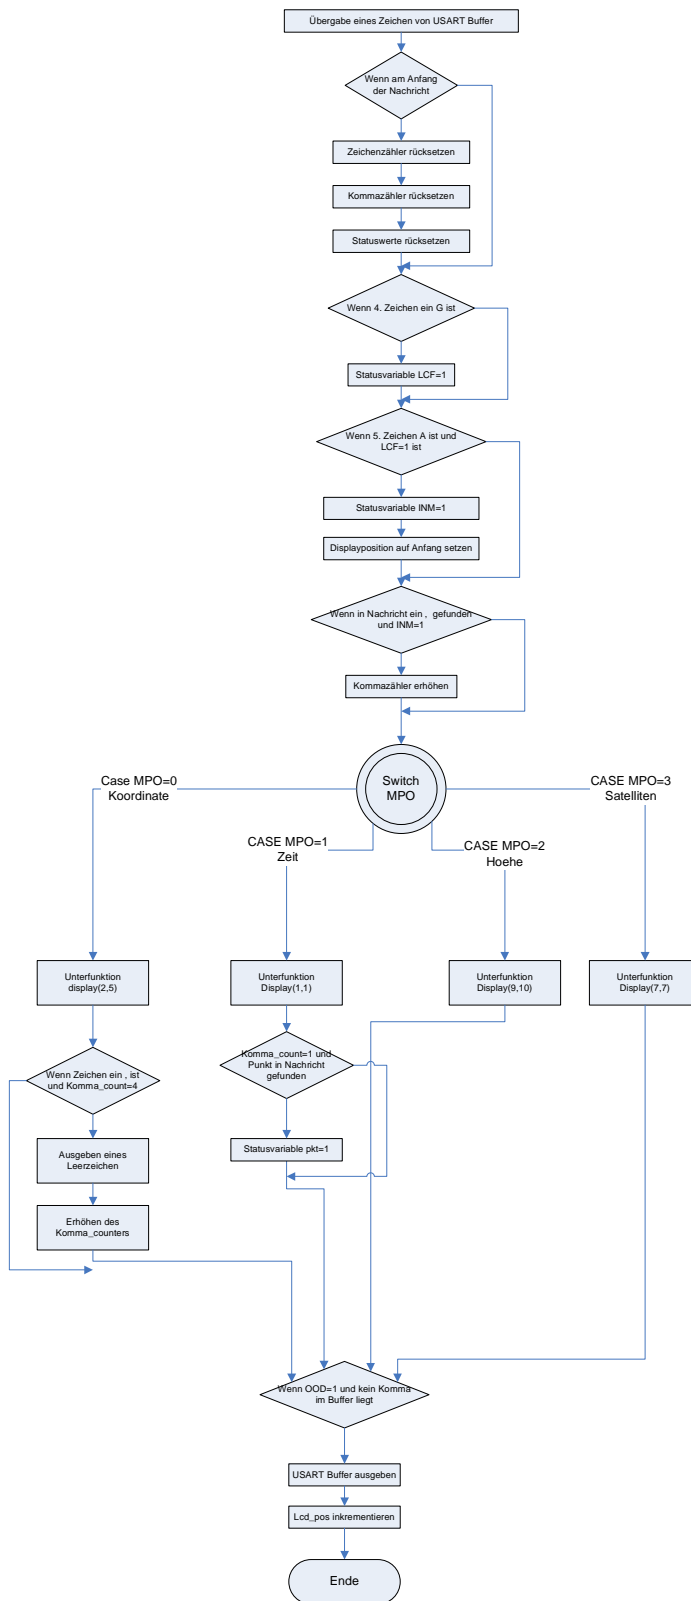 Übergabe eines Zeichen von USART Buffer
Wenn am Anfang
der Nachricht
Zeichenzähler rücksetzen
Kommazähler rücksetzen
Statuswerte rücksetzen
Wenn 4. Zeichen ein G ist
Statusvariable LCF=1
Wenn 5. Zeichen A ist und
LCF=1 ist
Statusvariable INM=1
Displayposition auf Anfang setzen
Wenn in Nachricht ein ,  gefunden
und INM=1
Kommazähler erhöhen
Switch
MPO
Case MPO=0
Koordinate
CASE MPO=1
Zeit
CASE MPO=2
Hoehe
CASE MPO=3
Satelliten
Unterfunktion
display(2,5)
Unterfunktion
Display(1,1)
Unterfunktion
Display(9,10)
Unterfunktion
Display(7,7)
Wenn Zeichen ein , ist
und Komma_count=4
Komma_count=1 und
Punkt in Nachricht
gefunden
Ausgeben eines
Leerzeichen
Statusvariable pkt=1
Erhöhen des
Komma_counters
Wenn OOD=1 und kein Komma
im Buffer liegt
USART Buffer ausgeben
Lcd_pos inkrementieren
Ende